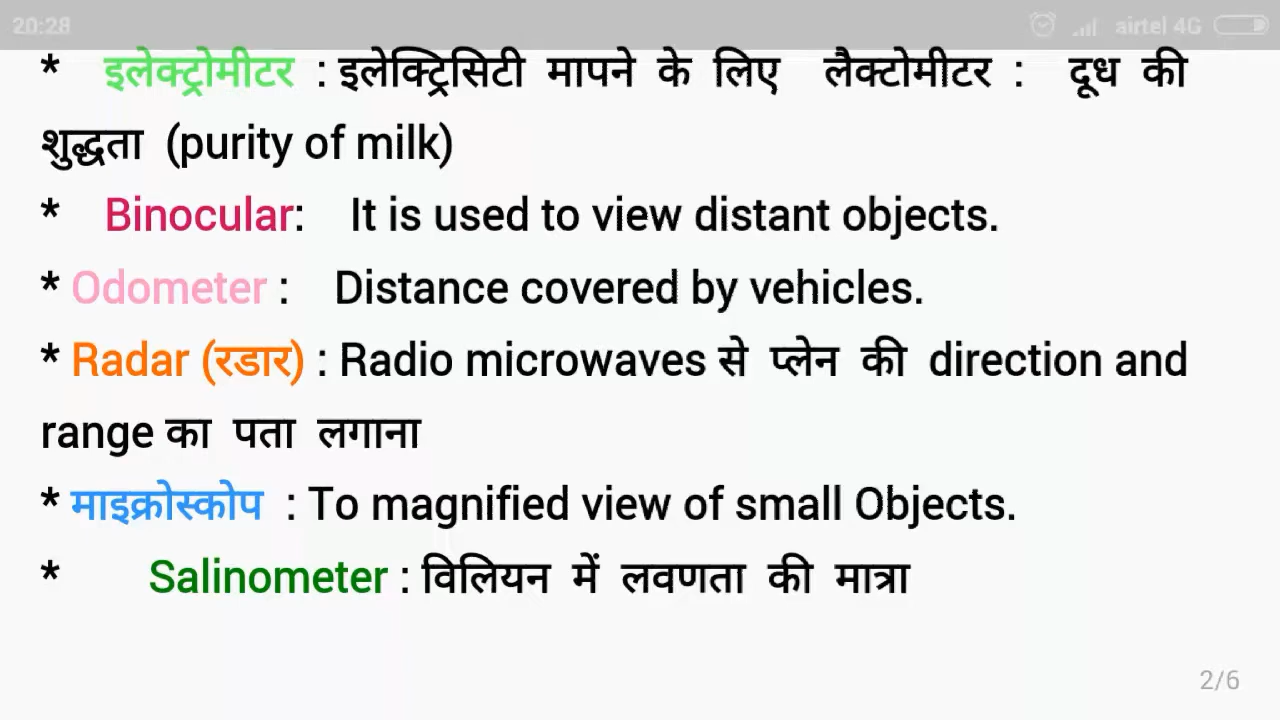 20:28 airtel 4G
* इलेक्ट्रोमीटर : इलेक्ट्रिसिटी मापने के लिए लैक्टोमीटर : दूध की
शुद्धता (purity of milk)
* Binocular: It is used to view distant objects.
* Odometer : Distance covered by vehicles.
* Radar (रडार) : Radio microwaves से प्लेन की direction and
range का पता लगाना
* माइक्रोस्कोप : To magnified view of small Objects.
* Salinometer : विलियन में लवणता की मात्रा
2/6